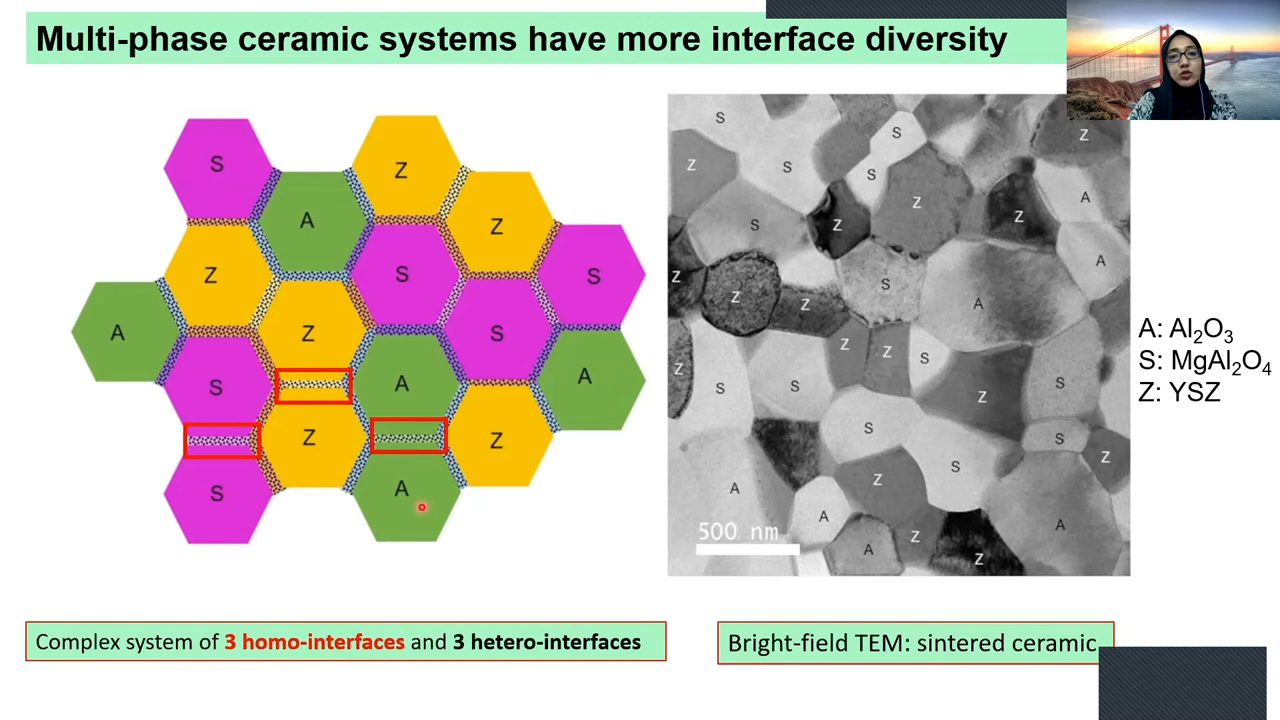 Multi-phase ceramic systems have more interface diversity
S
Z
A
Z
Z
S
S
A
Z
S
S
A
A
Z
S
Z
A
Z
S
S
S
S
Z
Z
S
A
Z
Z
Z
S
A
Z
S
Z
Z
A
Z
Z
S
Z
S
S
Z
S
S
S
Z
S
Z
A
A
Z
A
Z
A
Z
500 nm
A: Al₂O₃
S: MgAl₂O₄
Z: YSZ
Complex system of 3 homo-interfaces and 3 hetero-interfaces
Bright-field TEM: sintered ceramic